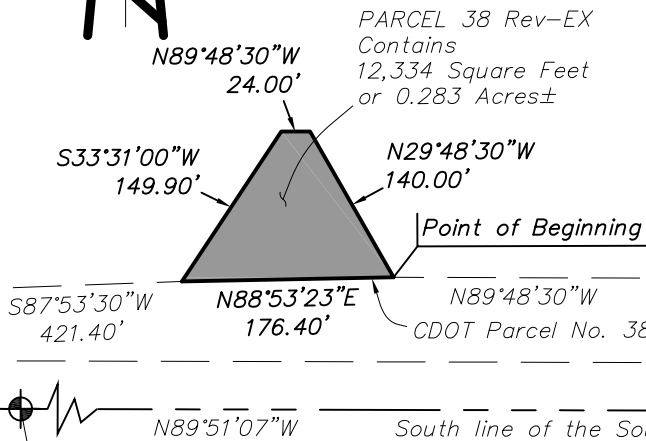 PARCEL 38 Rev-EX
Contains
12,334 Square Feet
or 0.283 Acres±
N89°48'30"W
24.00'
S33°31'00"W
149.90'
N29°48'30"W
140.00'
Point of Beginning
S87°53'30"W
421.40'
N88°53'23"E
176.40'
N89°48'30"W
CDOT Parcel No. 38
N89°51'07"W
South line of the Sou